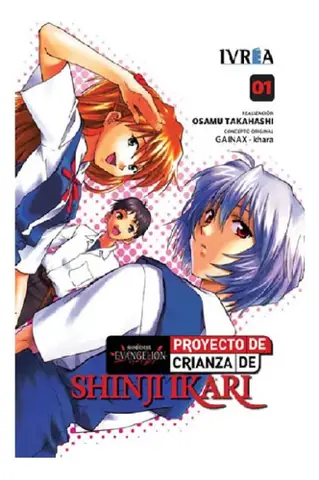 IVREA
01
REALIZACIÓN
OSAMU TAKAHASHI
CONCEPTO ORIGINAL
GAINAX - khara
EVANGELION
PROYECTO DE
CRIANZA DE
SHINJI IKARI